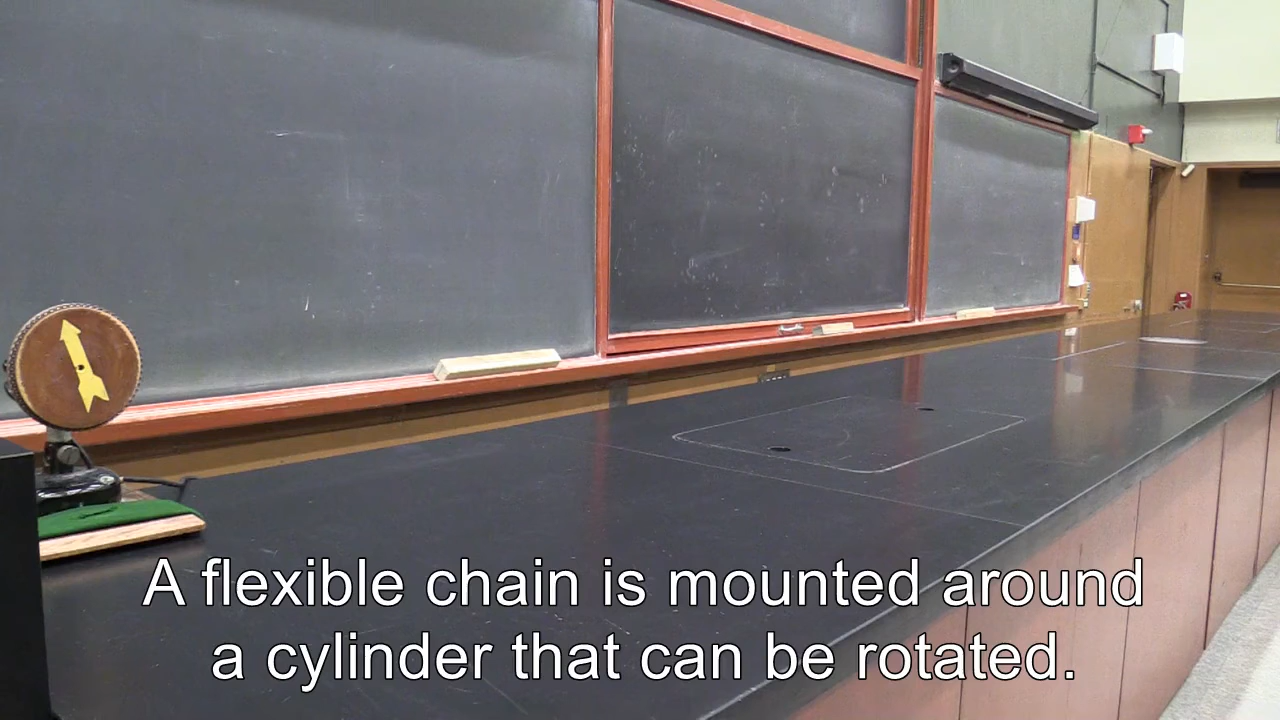 A flexible chain is mounted around
a cylinder that can be rotated.